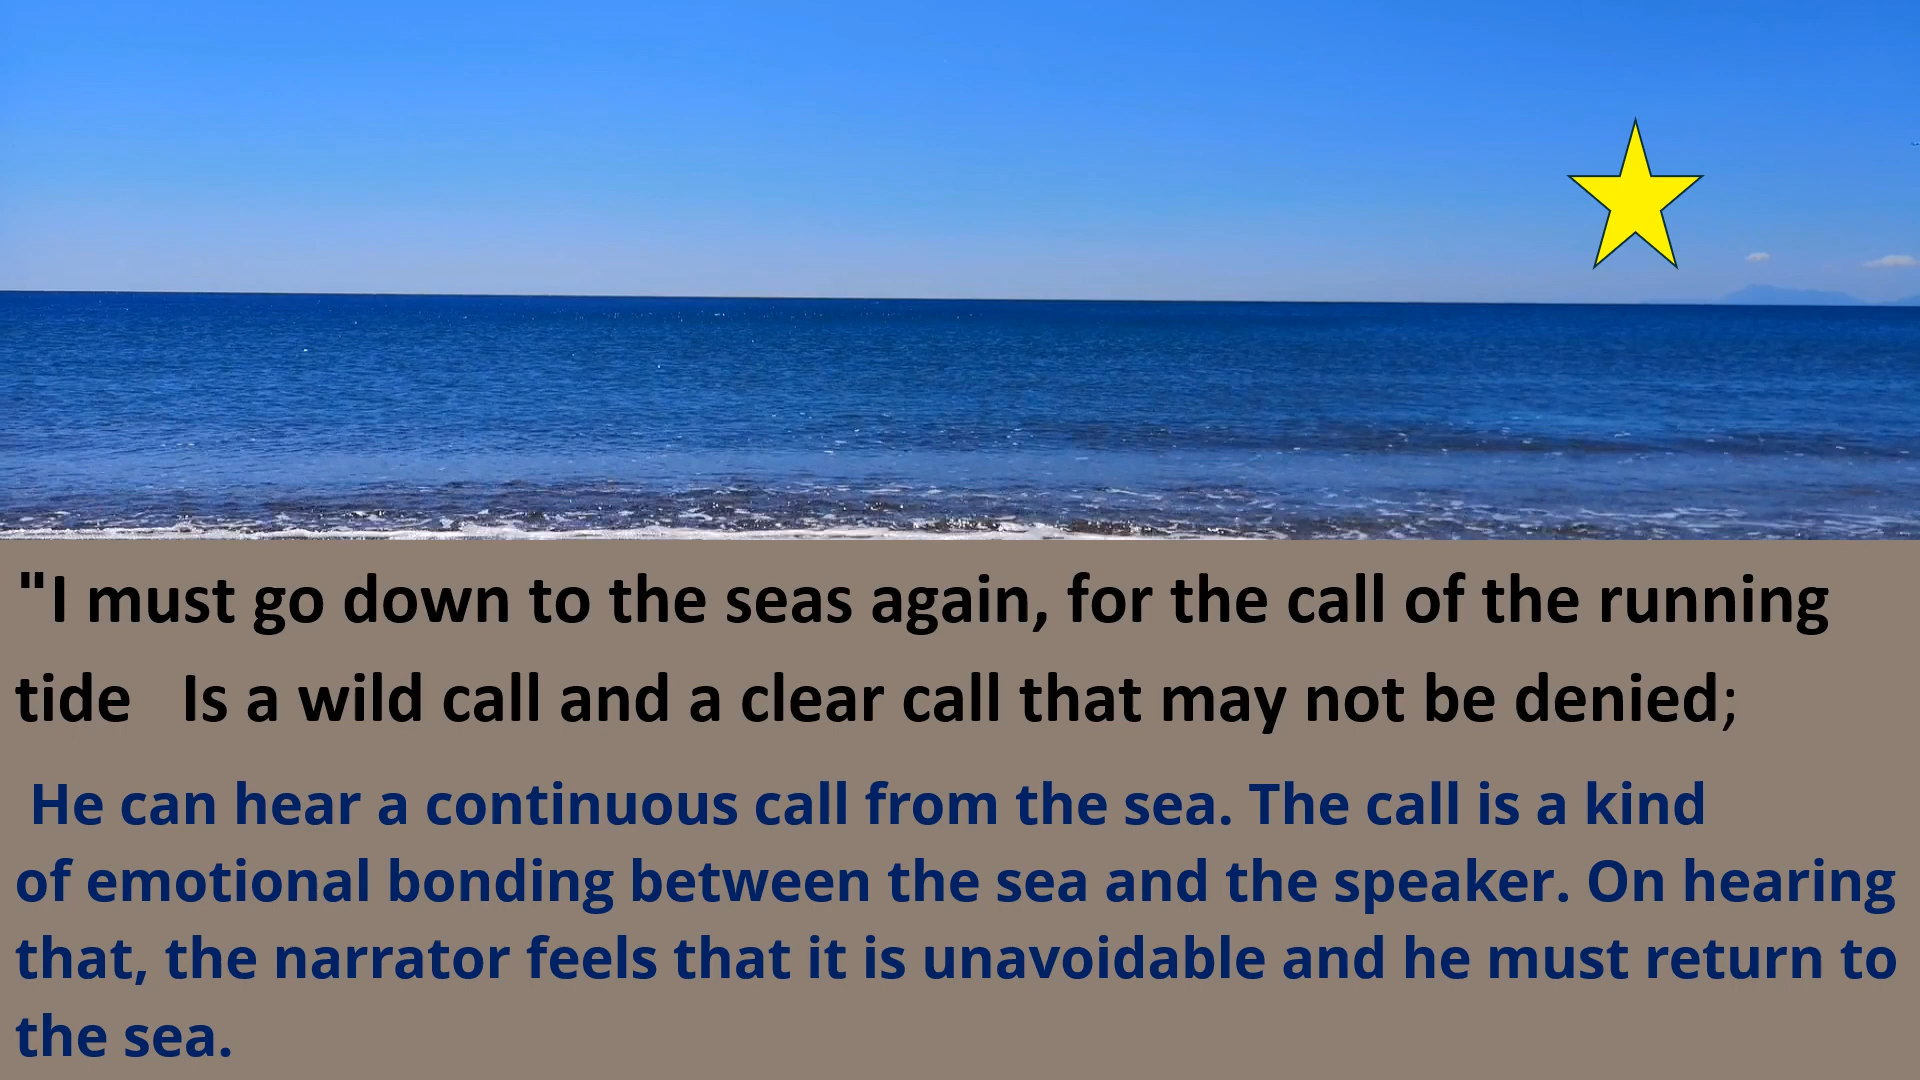 "I must go down to the seas again, for the call of the running
tide   Is a wild call and a clear call that may not be denied;
He can hear a continuous call from the sea. The call is a kind
of emotional bonding between the sea and the speaker. On hearing
that, the narrator feels that it is unavoidable and he must return to
the sea.